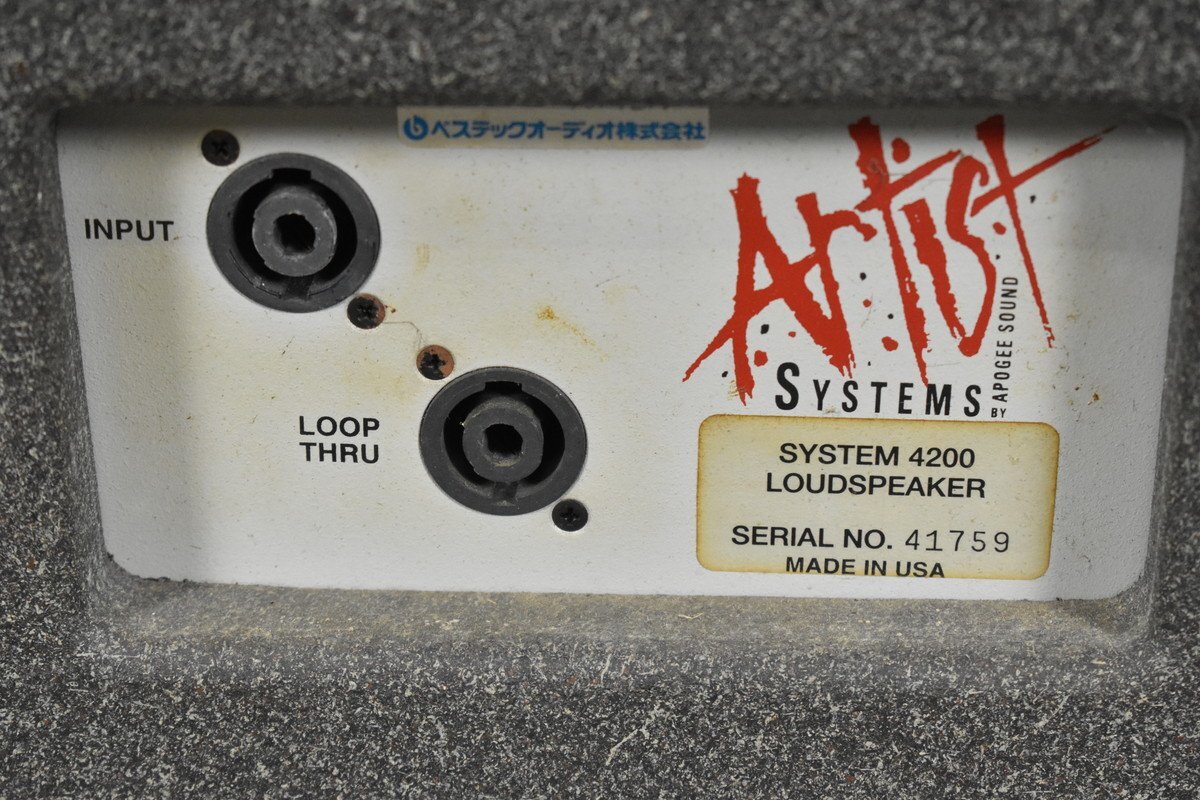 ベステックオーディオ株式会社
Artist
SYSTEMS
BY APOGEE SOUND
INPUT
LOOP
THRU
SYSTEM 4200
LOUDSPEAKER
SERIAL NO. 41759
MADE IN USA